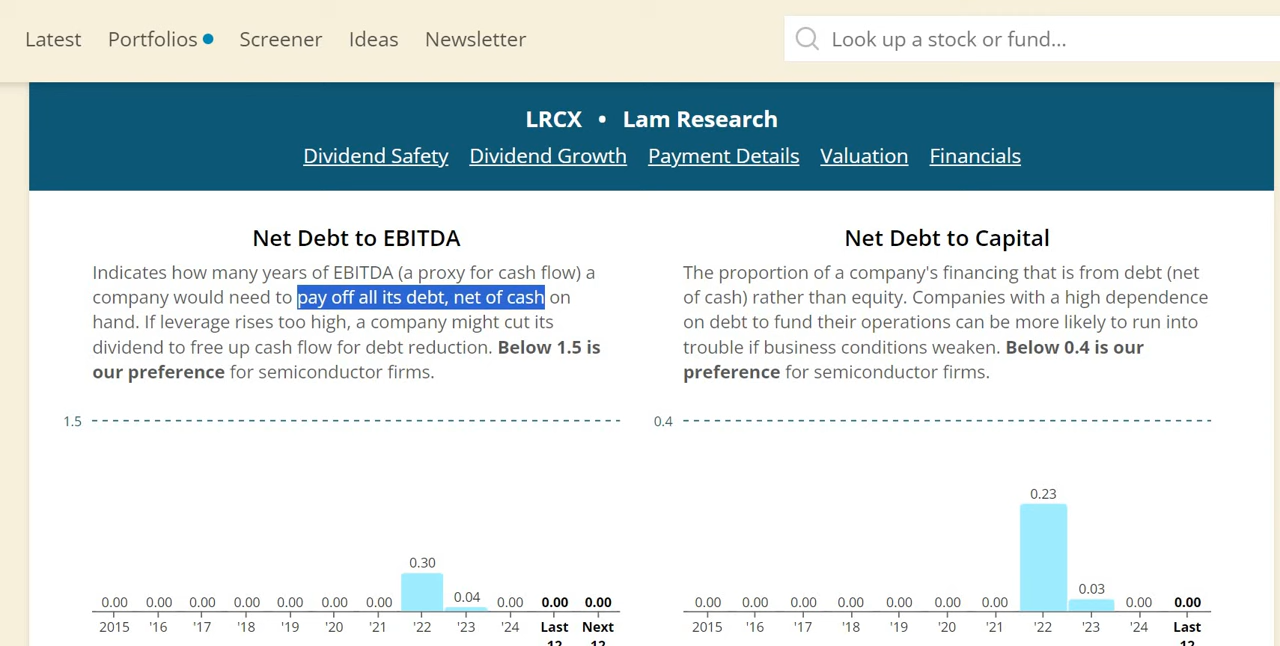 Latest Portfolios Screener Ideas Newsletter Look up a stock or fund...
LRCX • Lam Research
Dividend Safety Dividend Growth Payment Details Valuation Financials
Net Debt to EBITDA
Indicates how many years of EBITDA (a proxy for cash flow) a
company would need to pay off all its debt, net of cash on
hand. If leverage rises too high, a company might cut its
dividend to free up cash flow for debt reduction. Below 1.5 is
our preference for semiconductor firms.
1.5
0.00 0.00 0.00 0.00 0.00 0.00 0.00 0.30 0.04 0.00 0.00 0.00
2015 '16 '17 '18 '19 '20 '21 '22 '23 '24 Last Next
12 12
Net Debt to Capital
The proportion of a company's financing that is from debt (net
of cash) rather than equity. Companies with a high dependence
on debt to fund their operations can be more likely to run into
trouble if business conditions weaken. Below 0.4 is our
preference for semiconductor firms.
0.4
0.00 0.00 0.00 0.00 0.00 0.00 0.00 0.23 0.03 0.00 0.00
2015 '16 '17 '18 '19 '20 '21 '22 '23 '24 Last
12